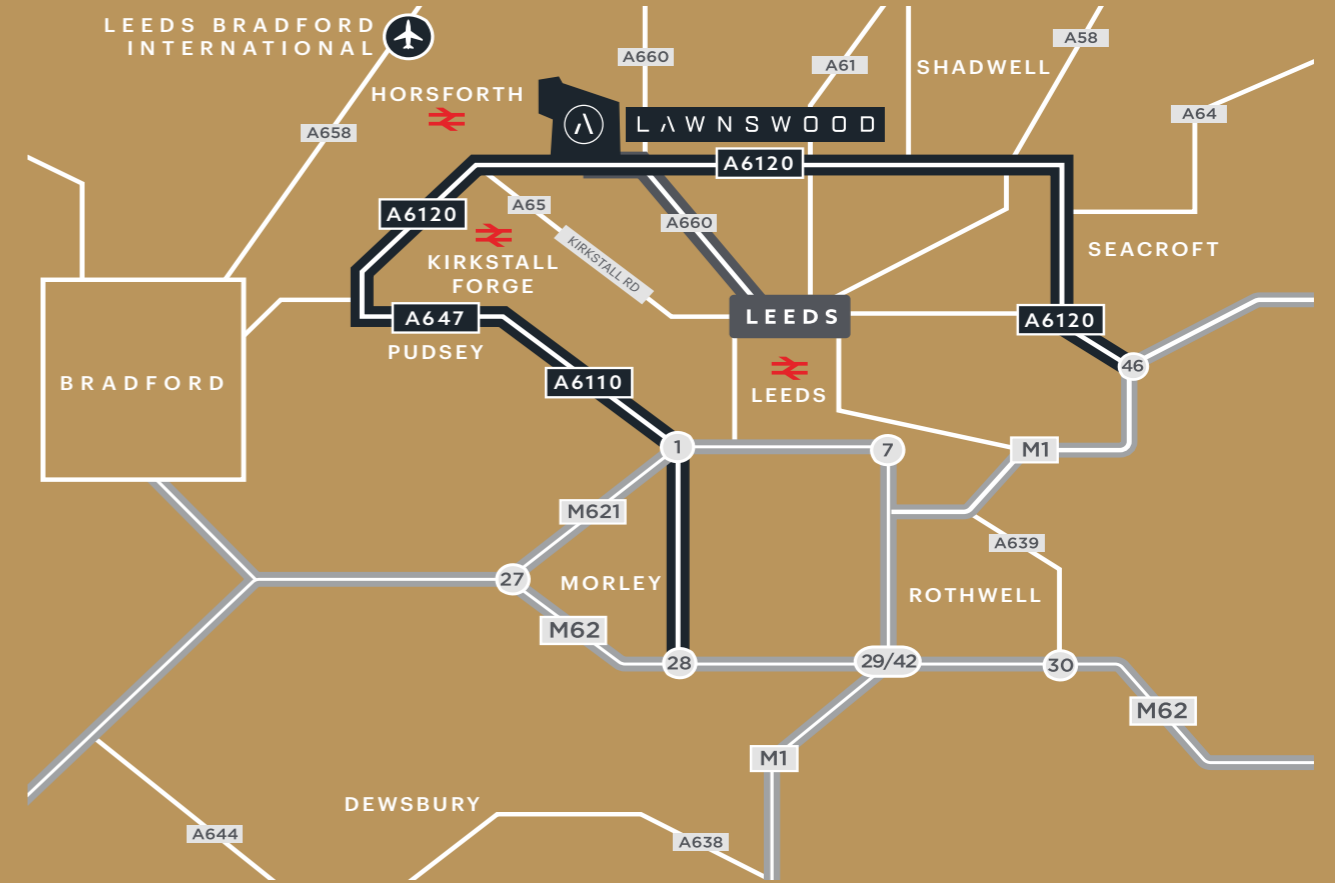 LEEDS BRADFORD
INTERNATIONAL
A660
A61
A58
SHADWELL
HORSFORTH
A658
LAWNSWOOD
A64
A6120
A6120
A65
A660
KIRKSTALL RD
KIRKSTALL
FORGE
SEACROFT
A647
LEEDS
A6120
PUDSEY
46
BRADFORD
A6110
LEEDS
1
7
M1
M621
A639
27
MORLEY
ROTHWELL
M62
28
29/42
30
M62
M1
DEWSBURY
A644
A638